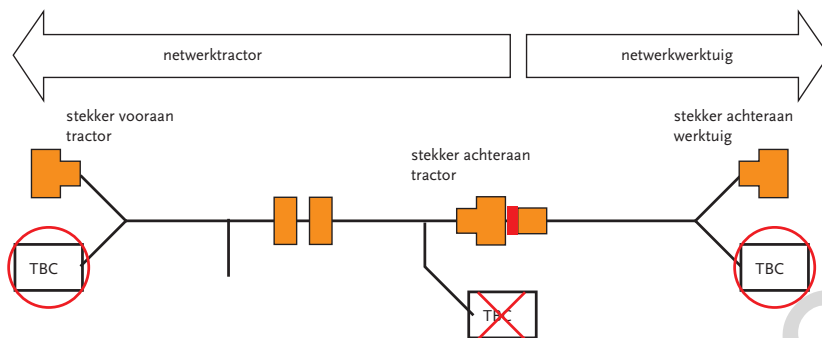 netwerktractor
netwerkwerktuig
stekker vooraan
tractor
stekker achteraan
werktuig
stekker achteraan
tractor
TBC
TBC
TBC